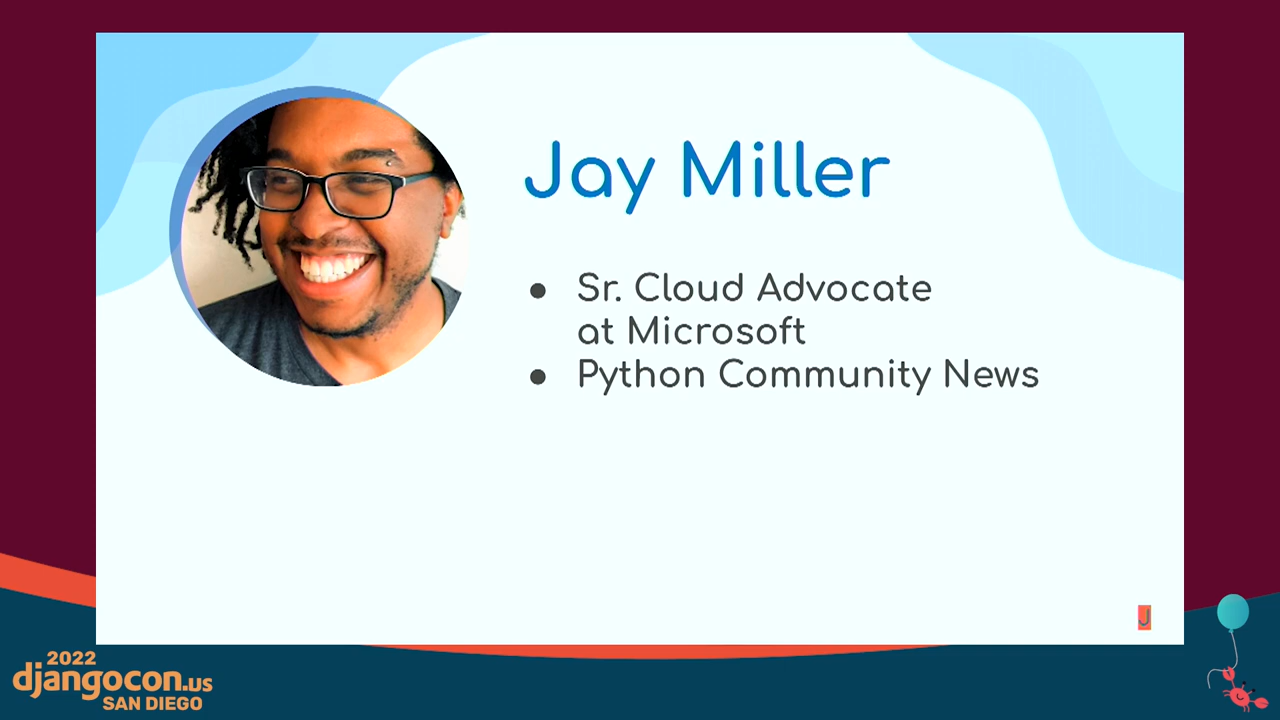 Jay Miller
● Sr. Cloud Advocate
at Microsoft
● Python Community News
J
2022
djangocon.us
SAN DIEGO